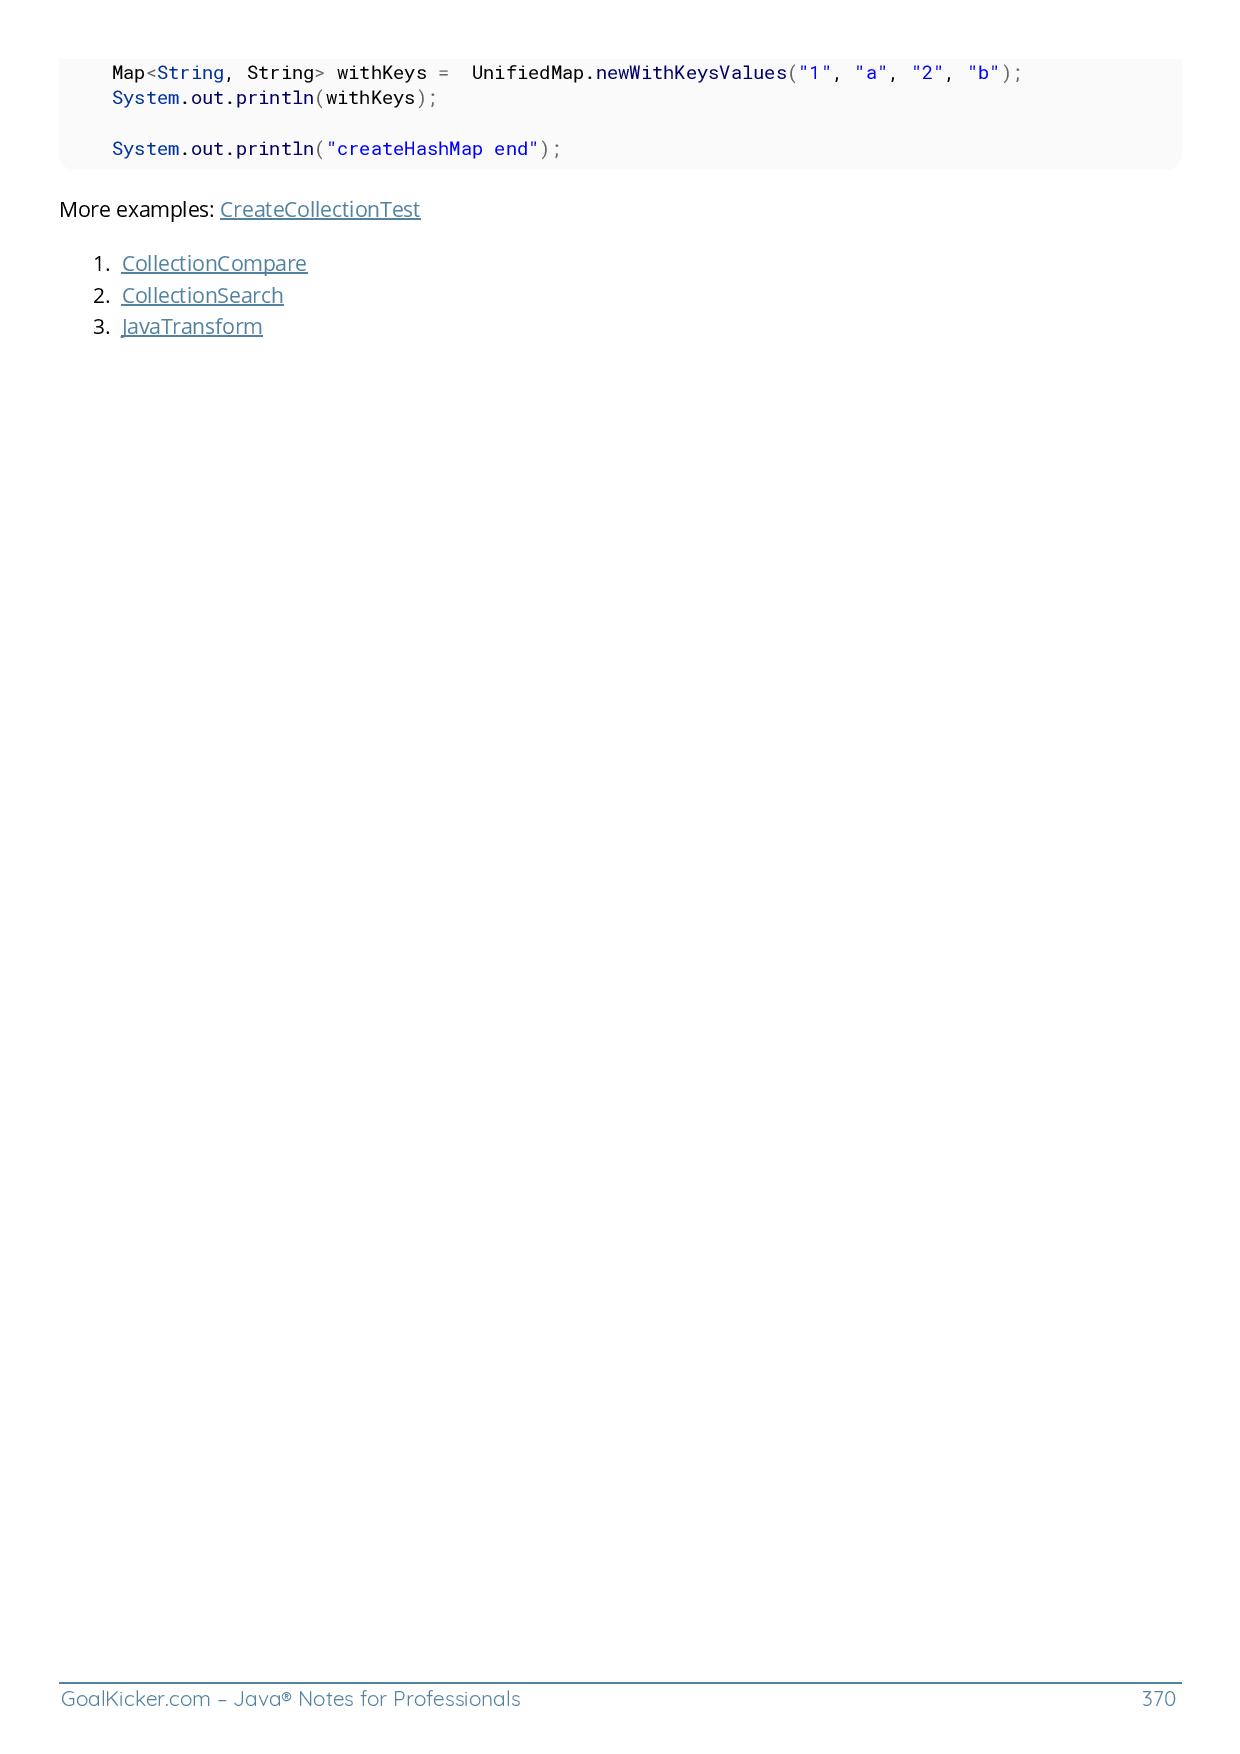 Map<String, String> withKeys =  UnifiedMap.newWithKeysValues("1", "a", "2", "b");
System.out.println(withKeys);
System.out.println("createHashMap end");
More examples: CreateCollectionTest
1. CollectionCompare
2. CollectionSearch
3. JavaTransform
GoalKicker.com – Java® Notes for Professionals 370